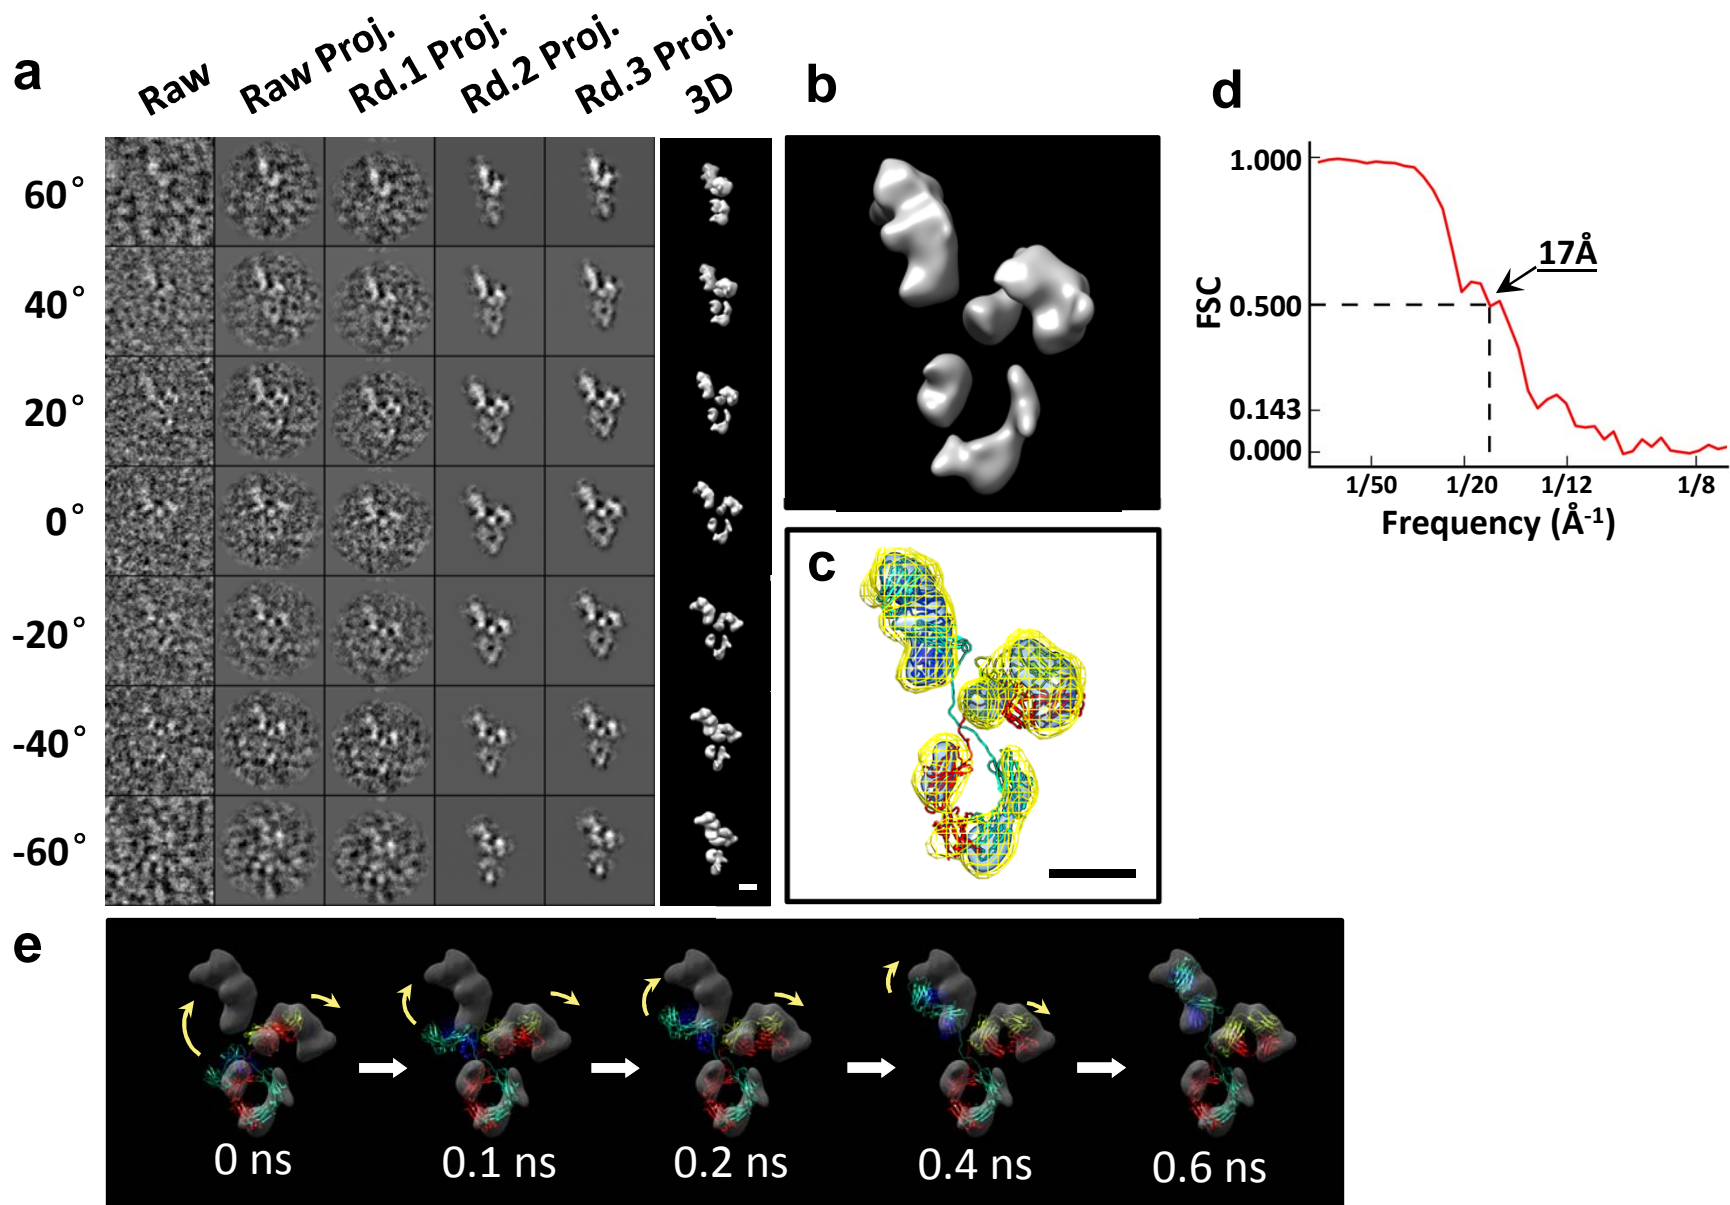 a
Raw
Raw Proj.
Rd.1 Proj.
Rd.2 Proj.
Rd.3 Proj.
3D
60°
40°
20°
0°
-20°
-40°
-60°
b
c
d
1.000
0.500
0.143
0.000
FSC
17Å
1/50 1/20 1/12 1/8
Frequency (Å-1)
e
0 ns 0.1 ns 0.2 ns 0.4 ns 0.6 ns